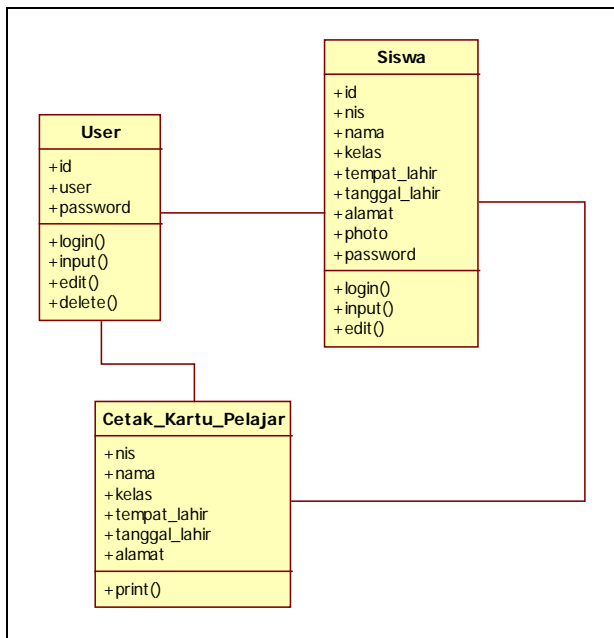 User
+id
+user
+password
+login()
+input()
+edit()
+delete()
Siswa
+id
+nis
+nama
+kelas
+tempat_lahir
+tanggal_lahir
+alamat
+photo
+password
+login()
+input()
+edit()
Cetak_Kartu_Pelajar
+nis
+nama
+kelas
+tempat_lahir
+tanggal_lahir
+alamat
+print()